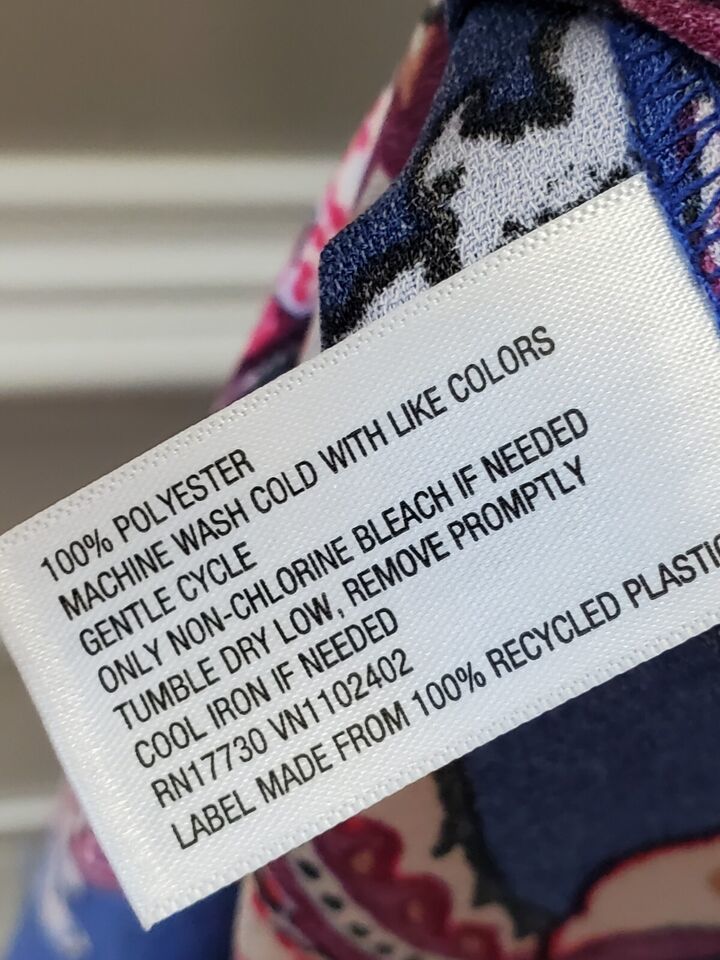 100% POLYESTER
MACHINE WASH COLD WITH LIKE COLORS
GENTLE CYCLE
ONLY NON-CHLORINE BLEACH IF NEEDED
TUMBLE DRY LOW, REMOVE PROMPTLY
COOL IRON IF NEEDED
RN17730 VN1102402
LABEL MADE FROM 100% RECYCLED PLASTIC